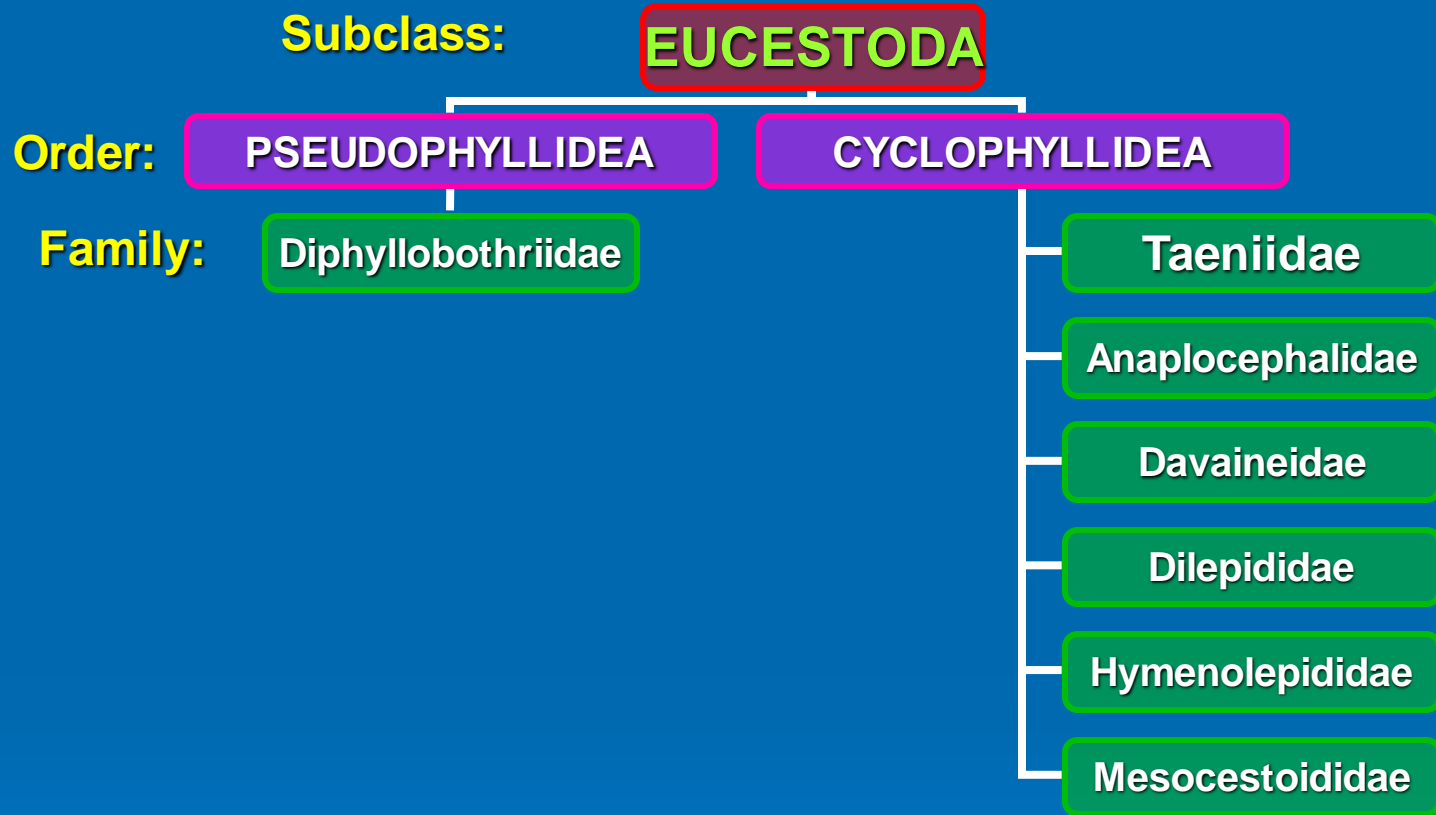 Subclass: EUCESTODA
Order: PSEUDOPHYLLIDEA CYCLOPHYLLIDEA
Family: Diphyllobothriidae Taeniidae
Anaplocephalidae
Davaineidae
Dilepididae
Hymenolepididae
Mesocestoididae